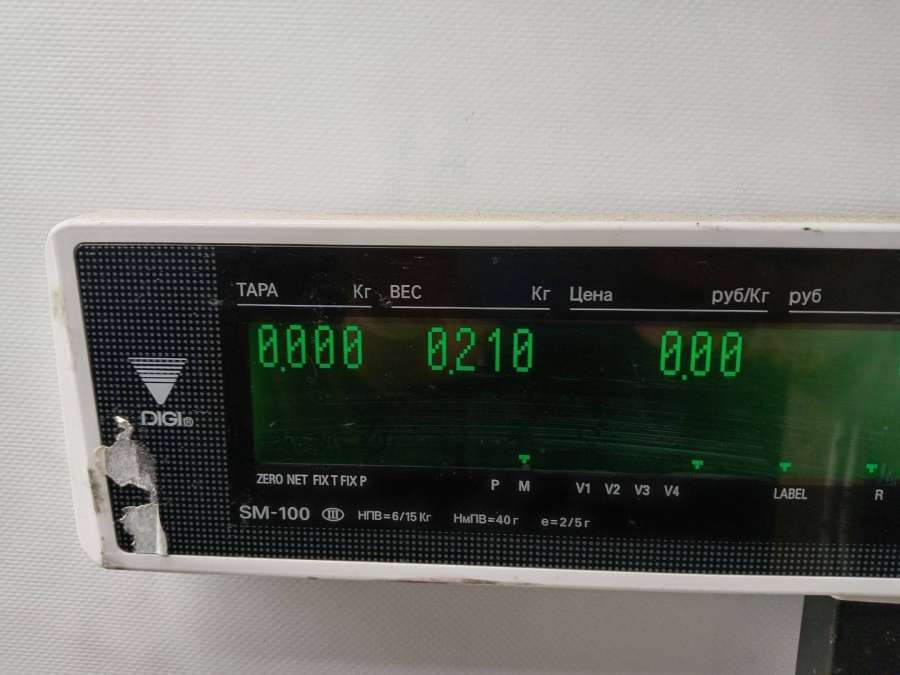 ТАРА Кг ВЕС Кг Цена руб/Кг руб
0.000 0.210 0.00
DIGI®
ZERO NET FIX T FIX P P M V1 V2 V3 V4 LABEL R
SM-100 III НПВ=6/15 Кг НмПВ=40 г e=2/5 г